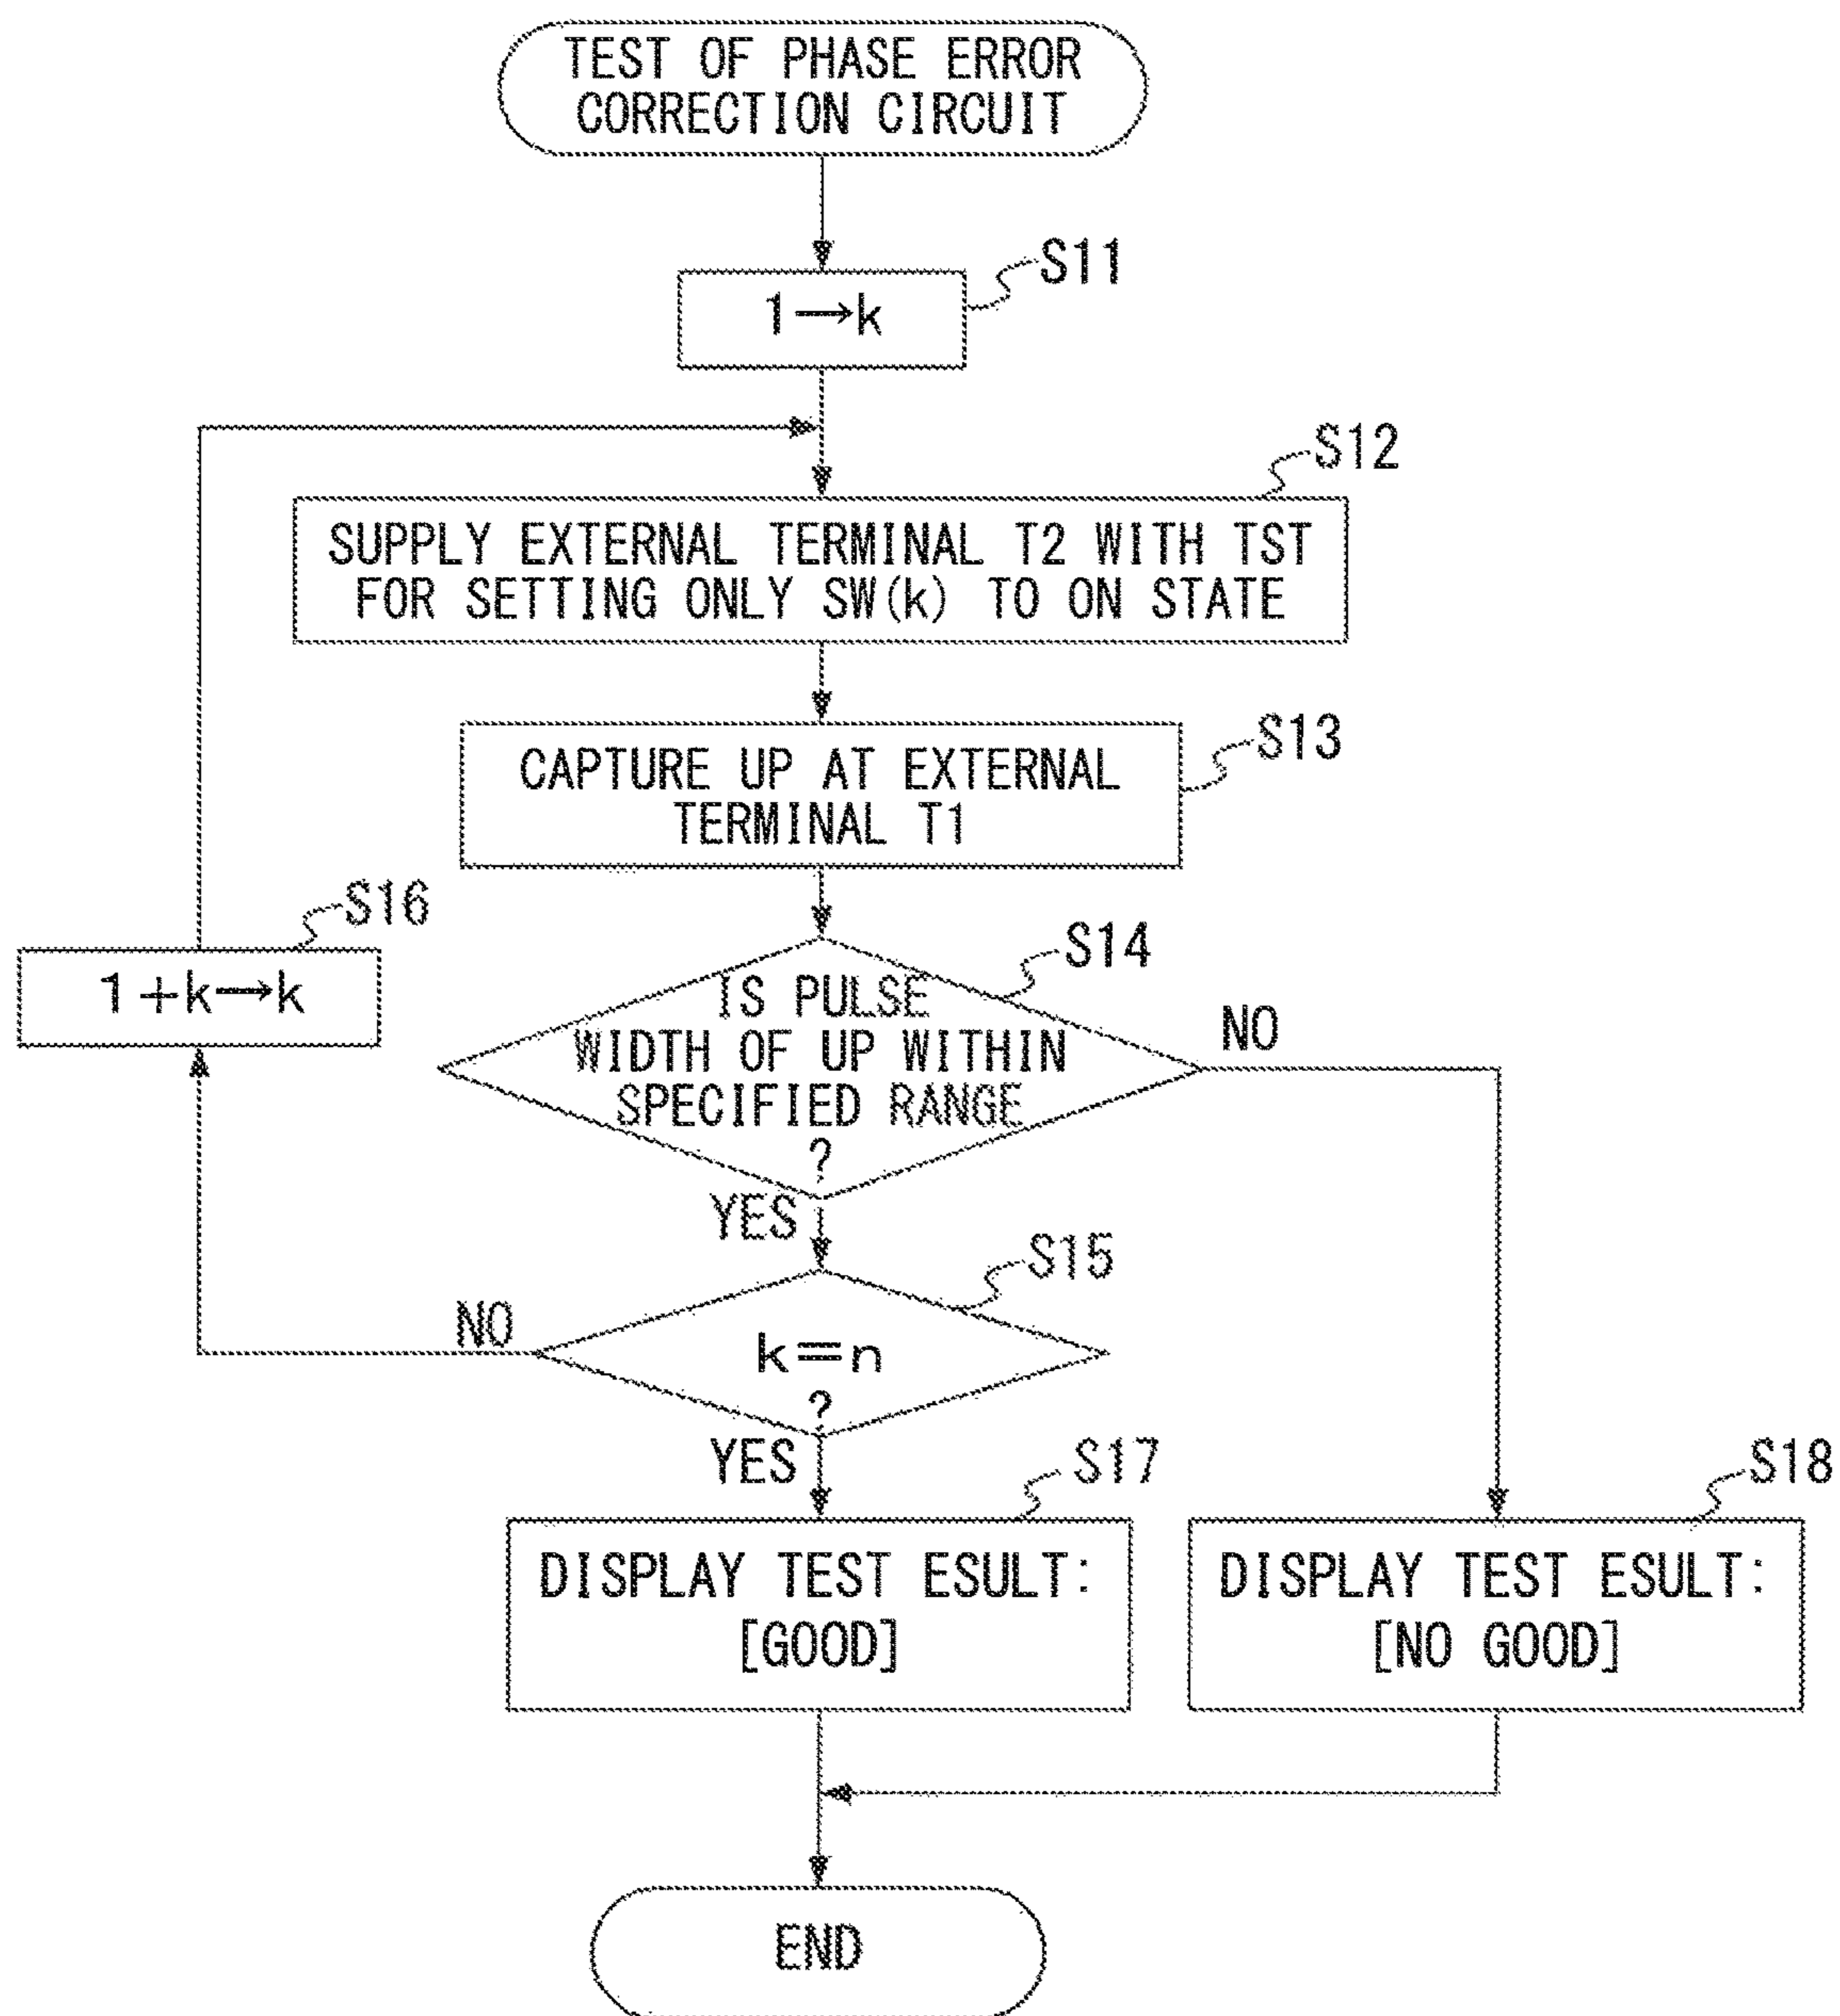 TEST OF PHASE ERROR
CORRECTION CIRCUIT
S11
1→k
S12
SUPPLY EXTERNAL TERMINAL T2 WITH TST
FOR SETTING ONLY SW(k) TO ON STATE
S13
CAPTURE UP AT EXTERNAL
TERMINAL T1
S16
1+k→k
S14
IS PULSE
WIDTH OF UP WITHIN
SPECIFIED RANGE
?
NO
YES
S15
NO
k=n
?
YES
S17
DISPLAY TEST ESULT:
[GOOD]
S18
DISPLAY TEST ESULT:
[NO GOOD]
END